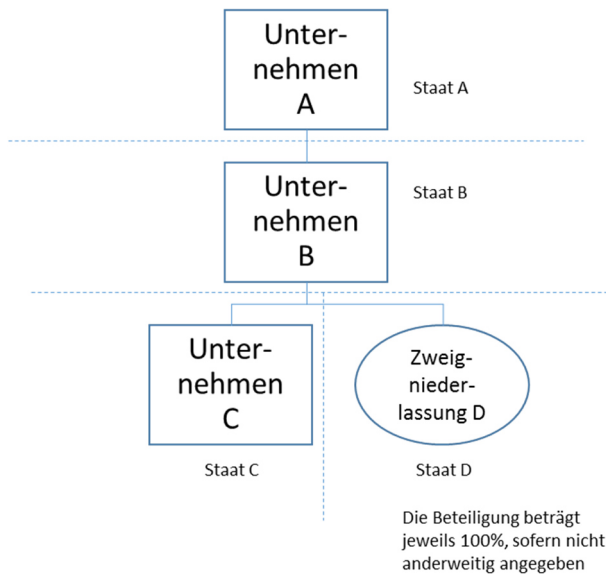 Unter-
nehmen
A
Staat A
Unter-
nehmen
B
Staat B
Unter-
nehmen
C
Zweig-
nieder-
lassung D
Staat C
Staat D
Die Beteiligung beträgt
jeweils 100%, sofern nicht
anderweitig angegeben